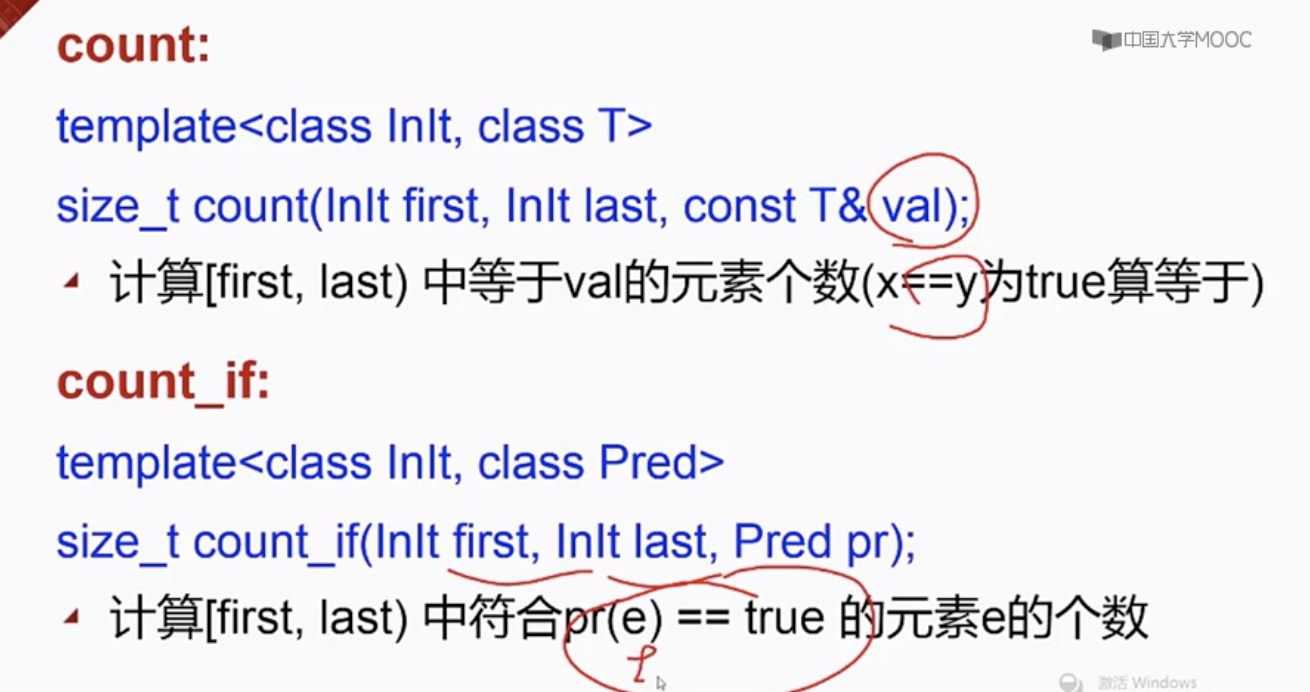 count:
中国大学MOOC
template<class InIt, class T>
size_t count(InIt first, InIt last, const T& val);
计算[first, last) 中等于val的元素个数(x==y为true算等于)
count_if:
template<class InIt, class Pred>
size_t count_if(InIt first, InIt last, Pred pr);
计算[first, last) 中符合pr(e) == true 的元素e的个数
激活 Windows